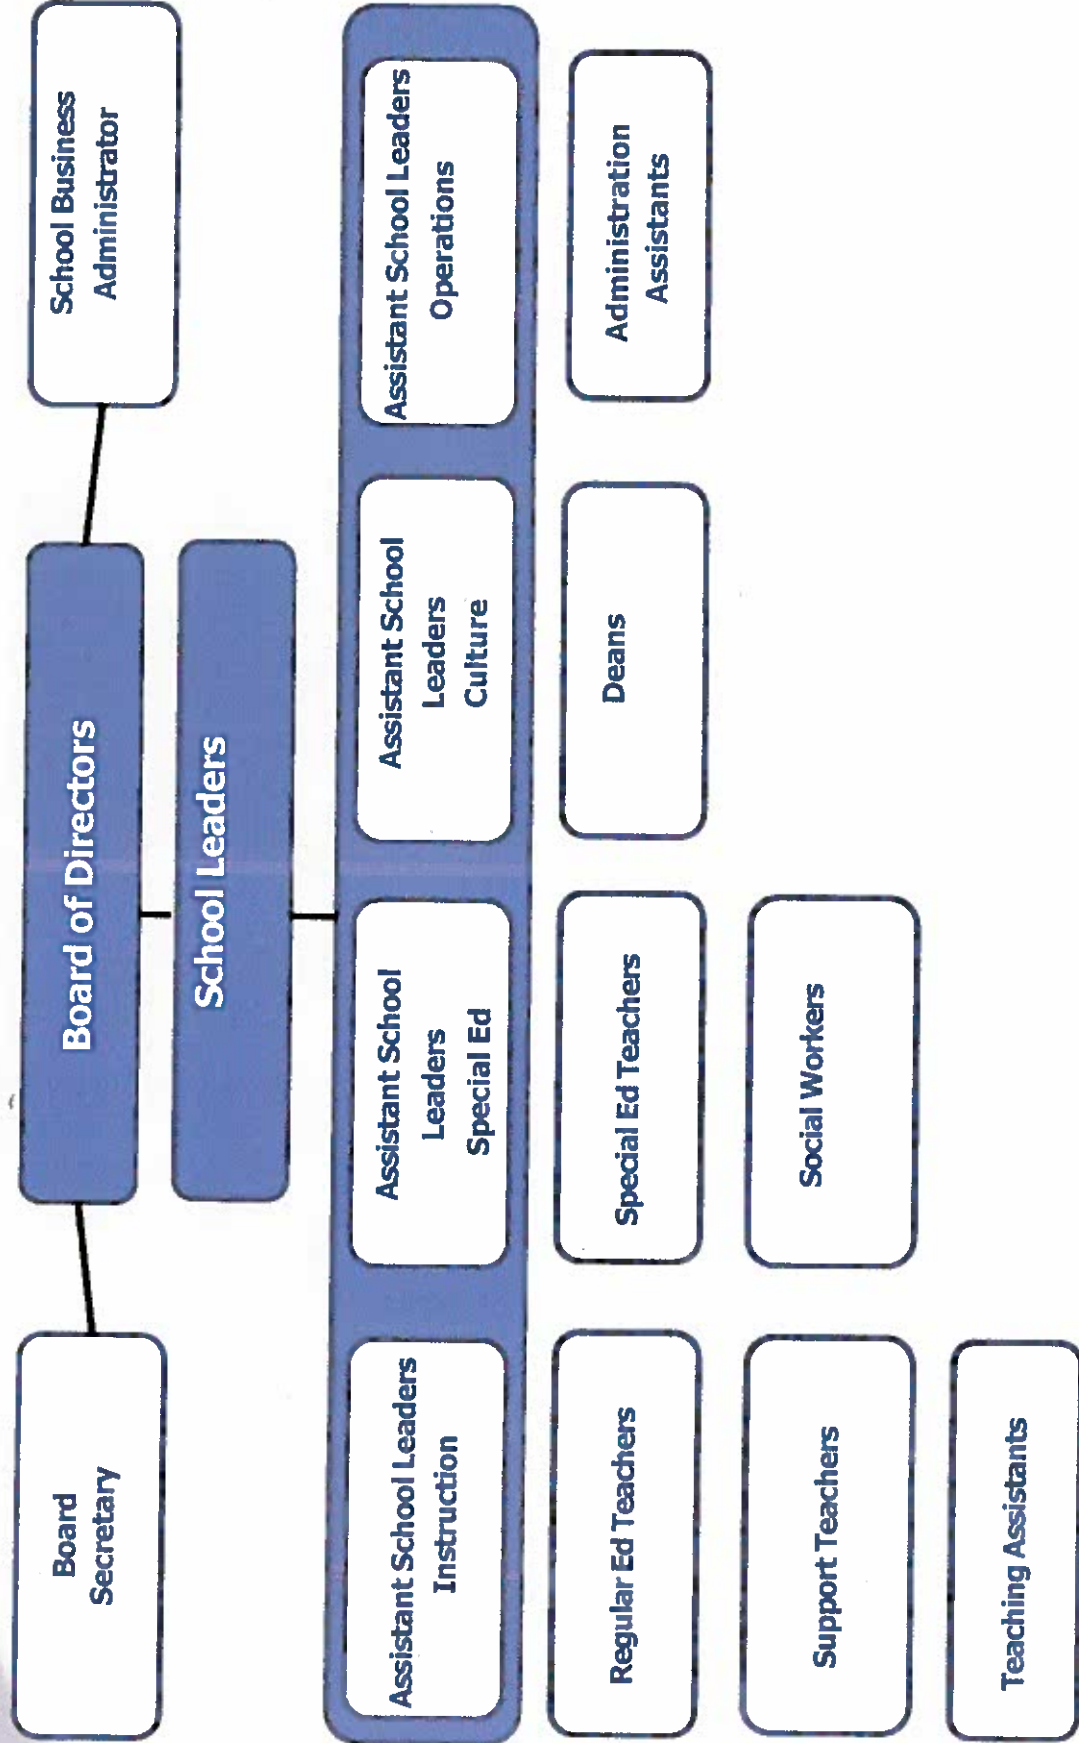 Board
Secretary
Board of Directors
School Business
Administrator
School Leaders
Assistant School Leaders
Instruction
Assistant School
Leaders
Special Ed
Assistant School
Leaders
Culture
Assistant School Leaders
Operations
Regular Ed Teachers
Special Ed Teachers
Deans
Administration
Assistants
Support Teachers
Social Workers
Teaching Assistants